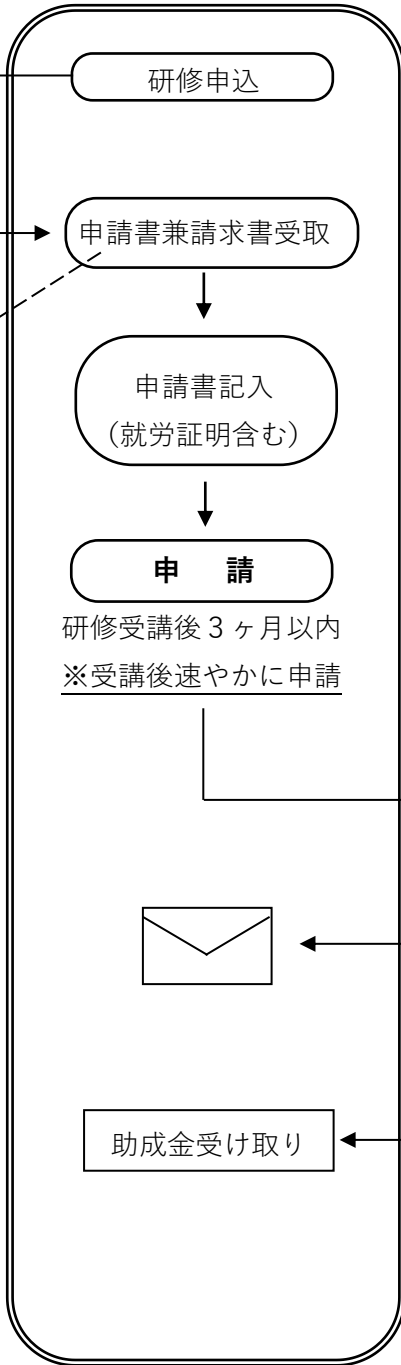 研修申込
申請書兼請求書受取
申請書記入
（就労証明含む）
申　請
研修受講後３ヶ月以内
※受講後速やかに申請
助成金受け取り